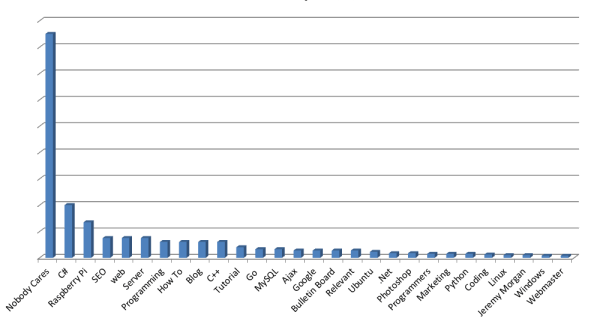 Nobody Cares
C#
Raspberry Pi
SEO
web
Server
Programming
How To
Blog
C++
Tutorial
Go
MySQL
Ajax
Google
Bulletin Board
Relevant
Ubuntu
.Net
Photoshop
Programmers
Marketing
Python
Coding
Linux
Jeremy Morgan
Windows
Webmaster